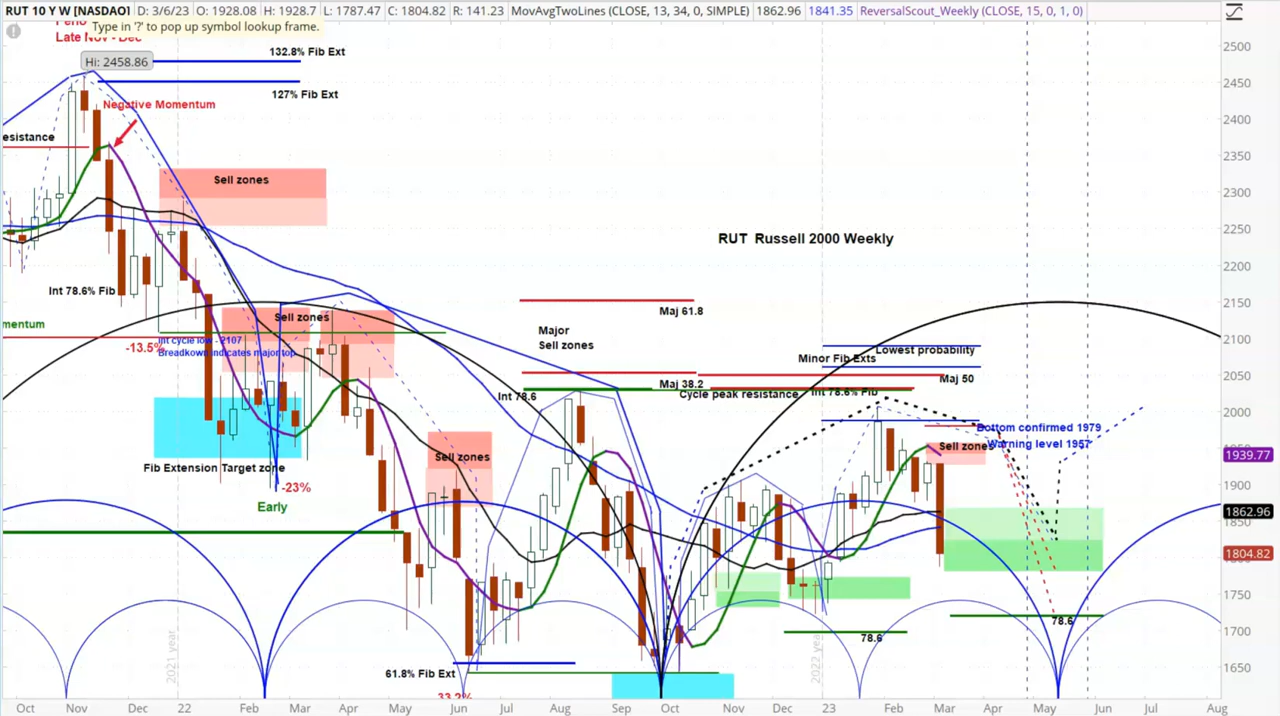 RUT 10 Y W [NASDAQ] D: 3/6/23 O: 1928.08 H: 1928.7 L: 1787.47 C: 1804.82 R: 141.23 MovAvgTwoLines (CLOSE, 13, 34, 0, SIMPLE) 1862.96 1841.35 ReversalScout_Weekly (CLOSE, 15, 0, 1, 0)
Type in '?' to pop up symbol lookup frame.
Late Nov - Dec
Hi: 2458.86
132.8% Fib Ext
127% Fib Ext
Negative Momentum
esistance
Sell zones
RUT Russell 2000 Weekly
Int 78.6% Fib
mentum
-13.5%
Int cycle low - 2107
Breadkown indicates major top
Sell zones
Major
Sell zones
Maj 61.8
Maj 38.2
Int 78.6
Cycle peak resistance
Minor Fib Exts
Lowest probability
Maj 50
Int 78.6% Fib
Bottom confirmed 1979
Warning level 1957
Sell zones
Sell zones
Fib Extension Target zone
-23%
Early
61.8% Fib Ext
33.2%
78.6
78.6
2021 year
2022 year
2500
2450
2400
2350
2300
2250
2200
2150
2100
2050
2000
1939.77
1900
1862.96
1850
1804.82
1750
1700
1650
Oct Nov Dec 22 Feb Mar Apr May Jun Jul Aug Sep Oct Nov Dec 23 Feb Mar Apr May Jun Jul Aug